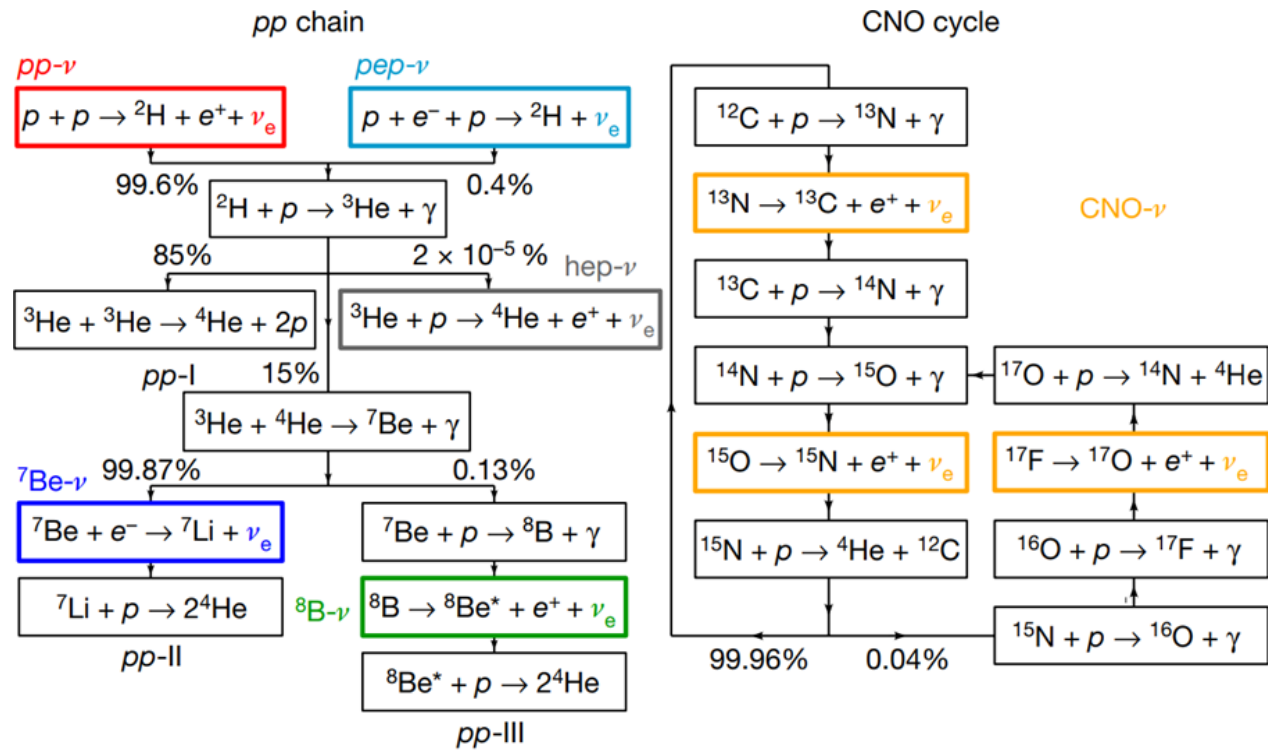 pp chain
pp-ν
pep-ν
p + p → ²H + e⁺ + νₑ
p + e⁻ + p → ²H + νₑ
99.6%
0.4%
²H + p → ³He + γ
85%
2 × 10⁻⁵ %
hep-ν
³He + ³He → ⁴He + 2p
³He + p → ⁴He + e⁺ + νₑ
pp-I
15%
³He + ⁴He → ⁷Be + γ
99.87%
0.13%
⁷Be-ν
⁷Be + e⁻ → ⁷Li + νₑ
⁷Be + p → ⁸B + γ
⁷Li + p → 2⁴He
⁸B-ν
⁸B → ⁸Be* + e⁺ + νₑ
pp-II
⁸Be* + p → 2⁴He
pp-III
CNO cycle
¹²C + p → ¹³N + γ
¹³N → ¹³C + e⁺ + νₑ
CNO-ν
¹³C + p → ¹⁴N + γ
¹⁴N + p → ¹⁵O + γ
¹⁷O + p → ¹⁴N + ⁴He
¹⁵O → ¹⁵N + e⁺ + νₑ
¹⁷F → ¹⁷O + e⁺ + νₑ
¹⁵N + p → ⁴He + ¹²C
¹⁶O + p → ¹⁷F + γ
¹⁵N + p → ¹⁶O + γ
99.96%
0.04%